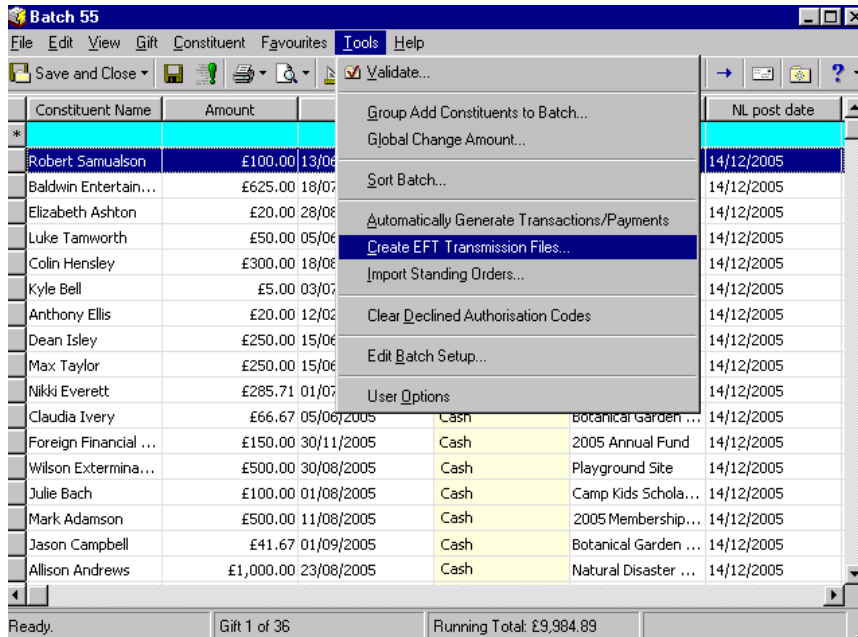 Batch 55
File Edit View Gift Constituent Favourites Tools Help
Save and Close
Validate...
Group Add Constituents to Batch...
Global Change Amount...
Sort Batch...
Automatically Generate Transactions/Payments
Create EFT Transmission Files...
Import Standing Orders...
Clear Declined Authorisation Codes
Edit Batch Setup...
User Options
Constituent Name Amount NL post date
*
Robert Samualson £100.00 13/06 14/12/2005
Baldwin Entertain... £625.00 18/07 14/12/2005
Elizabeth Ashton £20.00 28/08 14/12/2005
Luke Tamworth £50.00 05/06 14/12/2005
Colin Hensley £300.00 18/08 14/12/2005
Kyle Bell £5.00 03/07 14/12/2005
Anthony Ellis £20.00 12/02 14/12/2005
Dean Isley £250.00 15/06 14/12/2005
Max Taylor £250.00 15/06 14/12/2005
Nikki Everett £285.71 01/07 14/12/2005
Claudia Ivery £66.67 05/06/2005 Cash Botanical Garden ... 14/12/2005
Foreign Financial ... £150.00 30/11/2005 Cash 2005 Annual Fund 14/12/2005
Wilson Extermina... £500.00 30/08/2005 Cash Playground Site 14/12/2005
Julie Bach £100.00 01/08/2005 Cash Camp Kids Schola... 14/12/2005
Mark Adamson £500.00 11/08/2005 Cash 2005 Membership... 14/12/2005
Jason Campbell £41.67 01/09/2005 Cash Botanical Garden ... 14/12/2005
Allison Andrews £1,000.00 23/08/2005 Cash Natural Disaster ... 14/12/2005
Ready. Gift 1 of 36 Running Total: £9,984.89